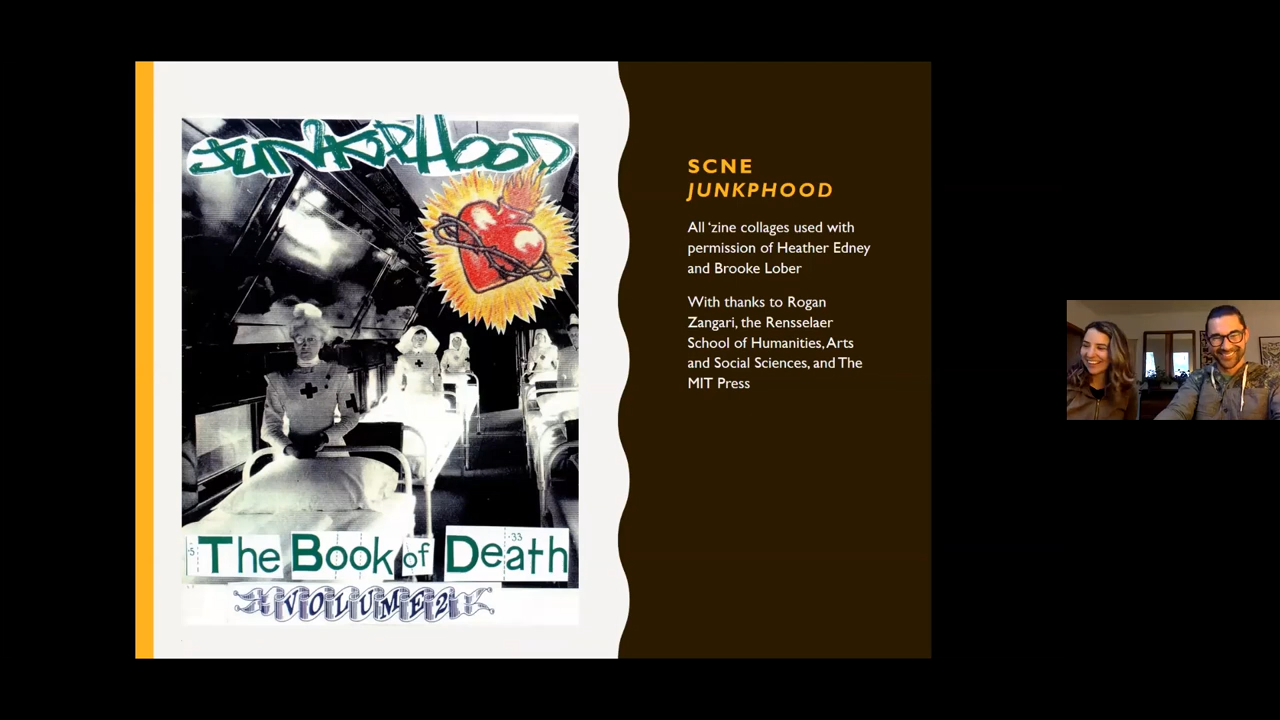 JUNKPHOOD
The Book of Death
VOLUME 2
SCNE
JUNKPHOOD
All ‘zine collages used with
permission of Heather Edney
and Brooke Lober
With thanks to Rogan
Zangari, the Rensselaer
School of Humanities, Arts
and Social Sciences, and The
MIT Press